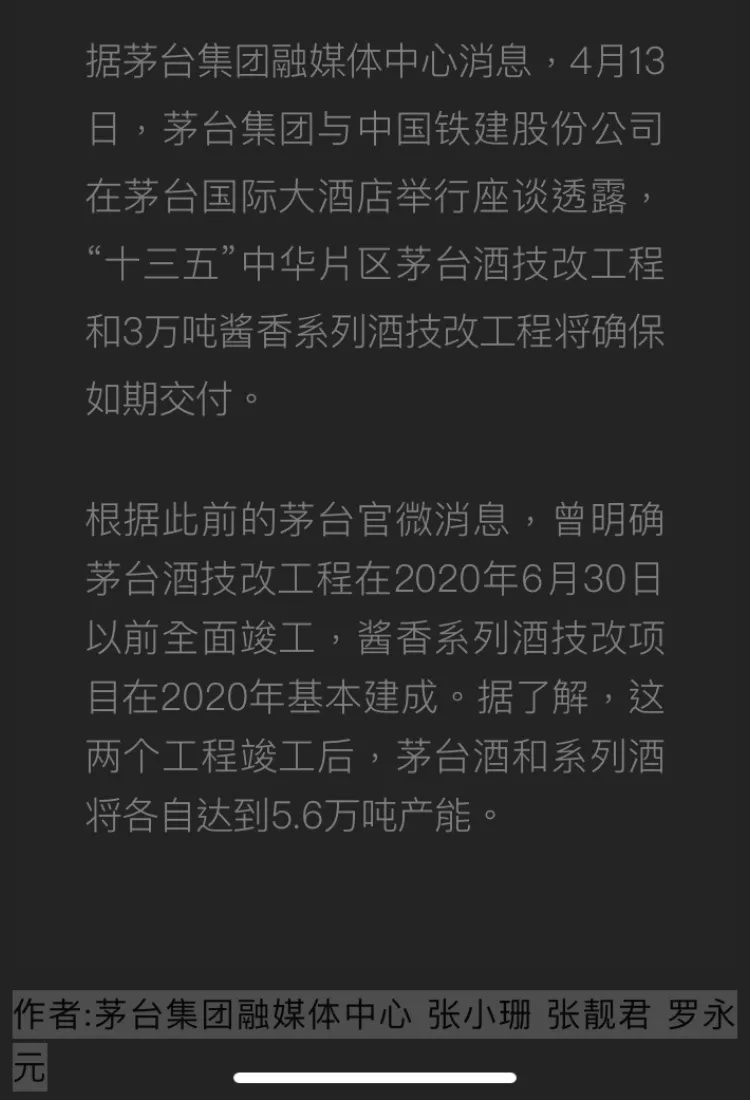 据茅台集团融媒体中心消息，4月13
日，茅台集团与中国铁建股份公司
在茅台国际大酒店举行座谈透露，
“十三五”中华片区茅台酒技改工程
和3万吨酱香系列酒技改工程将确保
如期交付。
根据此前的茅台官微消息，曾明确
茅台酒技改工程在2020年6月30日
以前全面竣工，酱香系列酒技改项
目在2020年基本建成。据了解，这
两个工程竣工后，茅台酒和系列酒
将各自达到5.6万吨产能。
作者:茅台集团融媒体中心 张小珊 张靓君 罗永
元